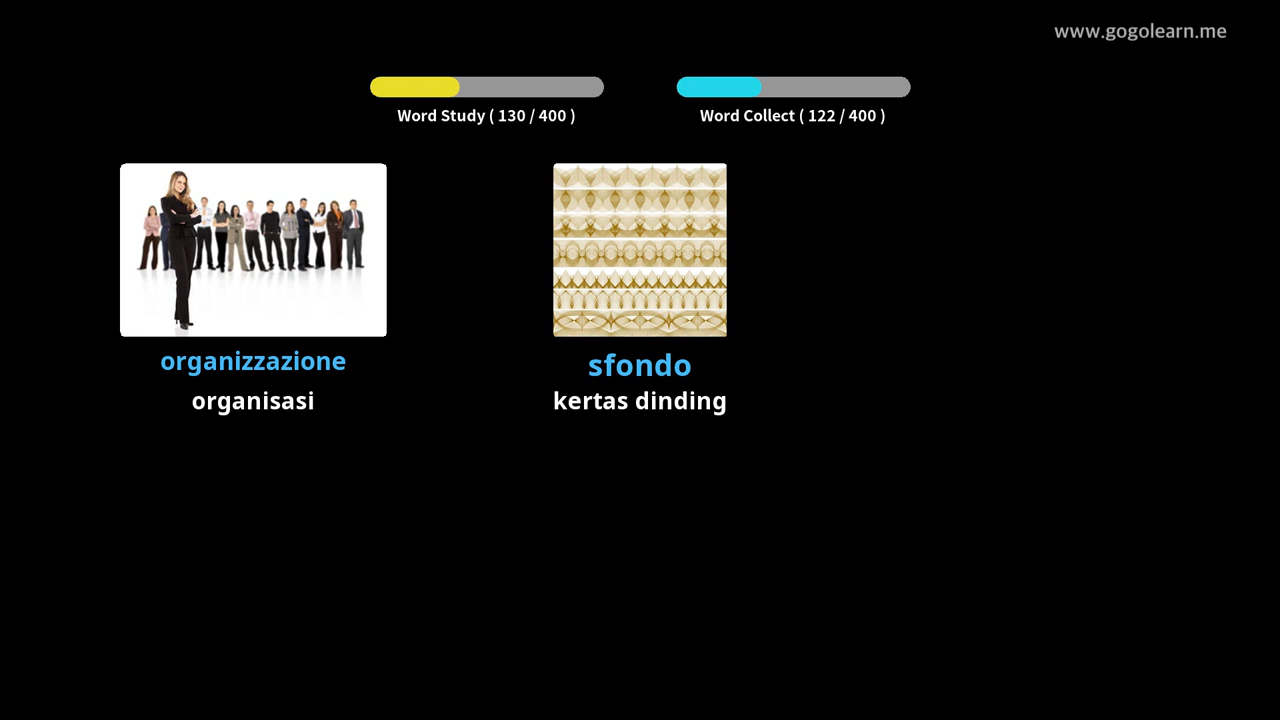 www.gogolearn.me
Word Study ( 130 / 400 )
Word Collect ( 122 / 400 )
organizzazione
organisasi
sfondo
kertas dinding